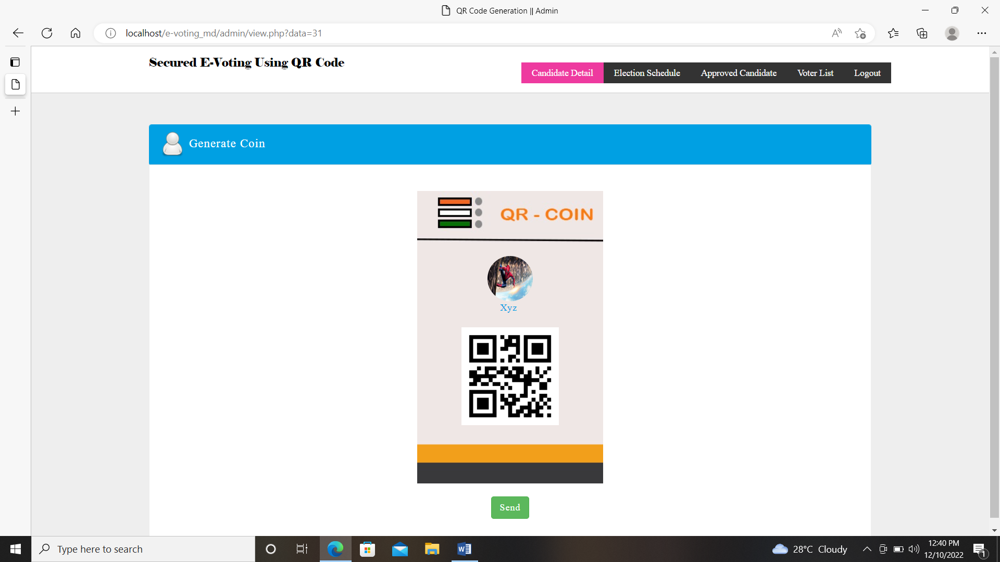 QR Code Generation || Admin
localhost/e-voting_md/admin/view.php?data=31
Secured E-Voting Using QR Code
Candidate Detail Election Schedule Approved Candidate Voter List Logout
Generate Coin
QR - COIN
Xyz
Send
Type here to search
28°C Cloudy
12:40 PM
12/10/2022
1